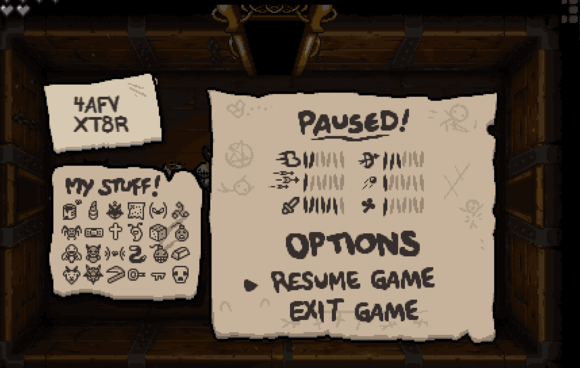 4AFV
XT8R
MY STUFF!
PAUSED!
OPTIONS
RESUME GAME
EXIT GAME